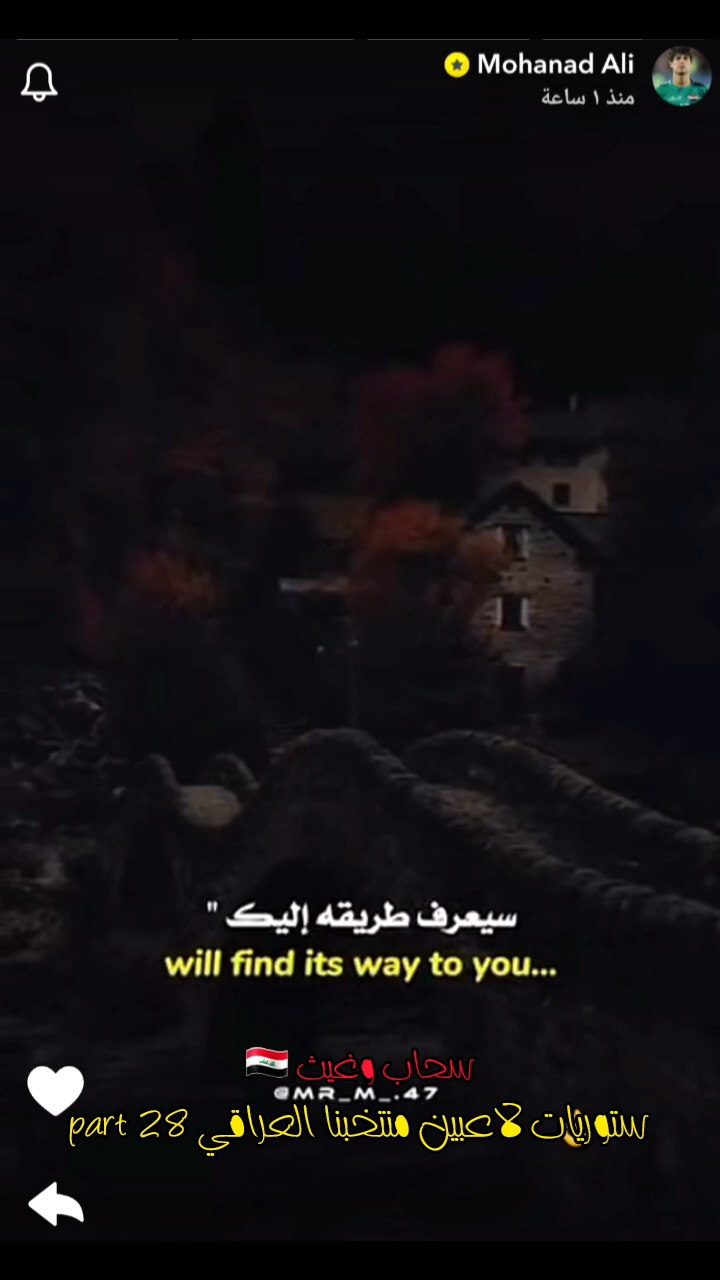 Mohanad Ali
منذ ١ ساعة
سيعرف طريقه إليك "
will find its way to you...
سحاب وغيث 🇮🇶
@MR_M_.47
ستوريات لاعبين منتخبنا العراقي part 28